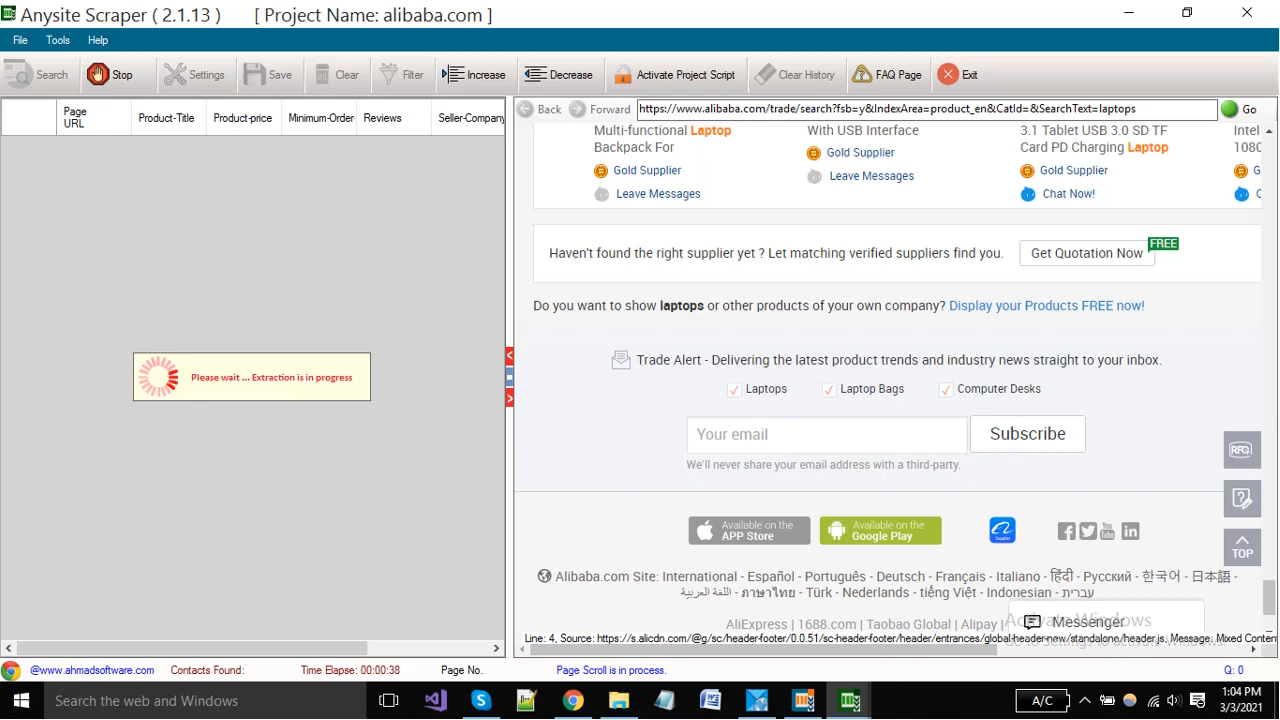 Anysite Scraper ( 2.1.13 ) [ Project Name: alibaba.com ]
File Tools Help
Search Stop Settings Save Clear Filter Increase Decrease Activate Project Script Clear History FAQ Page Exit
Page URL Product-Title Product-price Minimum-Order Reviews Seller-Company
Back Forward https://www.alibaba.com/trade/search?fsb=y&IndexArea=product_en&CatId=&SearchText=laptops Go
Multi-functional Laptop
Backpack For
Gold Supplier
Leave Messages
With USB Interface
Gold Supplier
Leave Messages
3.1 Tablet USB 3.0 SD TF
Card PD Charging Laptop
Gold Supplier
Chat Now!
Intel
1080
G
C
Haven't found the right supplier yet ? Let matching verified suppliers find you. Get Quotation Now FREE
Do you want to show laptops or other products of your own company? Display your Products FREE now!
Please wait ... Extraction is in progress
Trade Alert - Delivering the latest product trends and industry news straight to your inbox.
Laptops Laptop Bags Computer Desks
Your email Subscribe
We'll never share your email address with a third-party.
RFQ
TOP
Available on the
APP Store
Available on the
Google Play
Supplier
You Tube
Alibaba.com Site: International - Español - Português - Deutsch - Français - Italiano - हिंदी - Русский - 한국어 - 日本語 -
اللغة العربية - ภาษาไทย - Türk - Nederlands - tiếng Việt - Indonesian - עברית
AliExpress | 1688.com | Taobao Global | Alipay |
Messenger
Activate Windows
Go to Settings to activate Windows.
Line: 4, Source: https://s.alicdn.com/@g/sc/header-footer/0.0.51/sc-header-footer/header/entrances/global-header-new/standalone/header.js, Message: Mixed Content
@www.ahmadsoftware.com Contacts Found: Time Elapse: 00:00:38 Page No. Page Scroll is in process. Q: 0
Search the web and Windows A/C 1:04 PM
3/3/2021